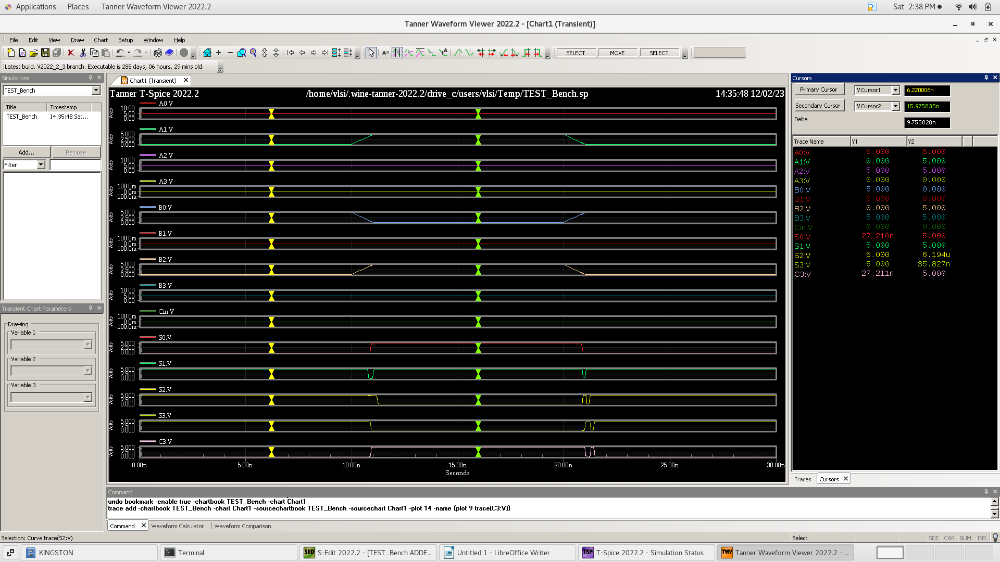 Applications Places Tanner Waveform Viewer 2022.2 Sat 2:38 PM
Tanner Waveform Viewer 2022.2 - [Chart1 (Transient)]
File Edit View Draw Chart Setup Window Help
SELECT MOVE SELECT
Latest build. V2022_2_3 branch. Executable is 285 days, 06 hours, 29 mins old.
Simulations
TEST_Bench
Title Timestamp
TEST_Bench 14:35:48 Sat...
Add... Remove
Filter
Transient Chart Parameters
Drawing
Variable 1
Variable 2
Variable 3
Chart1 (Transient)
Tanner T-Spice 2022.2 /home/vlsi/.wine-tanner-2022.2/drive_c/users/vlsi/Temp/TEST_Bench.sp 14:35:48 12/02/23
A0:V
Volts 10.00 5.00 0.00
A1:V
Volts 5.000 2.500 0.000
A2:V
Volts 10.00 5.00 0.00
A3:V
Volts 100.0m 0.0m -100.0m
B0:V
Volts 5.000 2.500 0.000
B1:V
Volts 100.0m 0.0m -100.0m
B2:V
Volts 5.000 2.500 0.000
B3:V
Volts 10.00 5.00 0.00
Cin:V
Volts 100.0m 0.0m -100.0m
S0:V
Volts 5.000 2.500 0.000
S1:V
Volts 5.000 2.500 0.000
S2:V
Volts 5.000 2.500 0.000
S3:V
Volts 5.000 2.500 0.000
C3:V
Volts 5.000 2.500 0.000
0.00n 5.00n 10.00n 15.00n 20.00n 25.00n 30.00n
Seconds
Cursors
Primary Cursor VCursor1 6.220006n
Secondary Cursor VCursor2 15.975835n
Delta 9.755828n
Trace Name Y1 Y2
A0:V 5.000 5.000
A1:V 0.000 5.000
A2:V 5.000 5.000
A3:V 0.000 0.000
B0:V 5.000 0.000
B1:V 0.000 0.000
B2:V 0.000 5.000
B3:V 5.000 5.000
Cin:V 0.000 0.000
S0:V 27.210n 5.000
S1:V 5.000 5.000
S2:V 5.000 6.194u
S3:V 5.000 35.827n
C3:V 27.211n 5.000
Traces Cursors
Command
undo bookmark -enable true -chartbook TEST_Bench -chart Chart1
trace add -chartbook TEST_Bench -chart Chart1 -sourcechartbook TEST_Bench -sourcechart Chart1 -plot 14 -name {plot 9 trace(C3:V)}
Command Waveform Calculator Waveform Comparison
Selection: Curve trace(S2:V) Select SDE CAP NUM INS
KINGSTON Terminal SED S-Edit 2022.2 - [TEST_Bench ADDE... Untitled 1 - LibreOffice Writer TSP T-Spice 2022.2 - Simulation Status TWV Tanner Waveform Viewer 2022.2 - ...